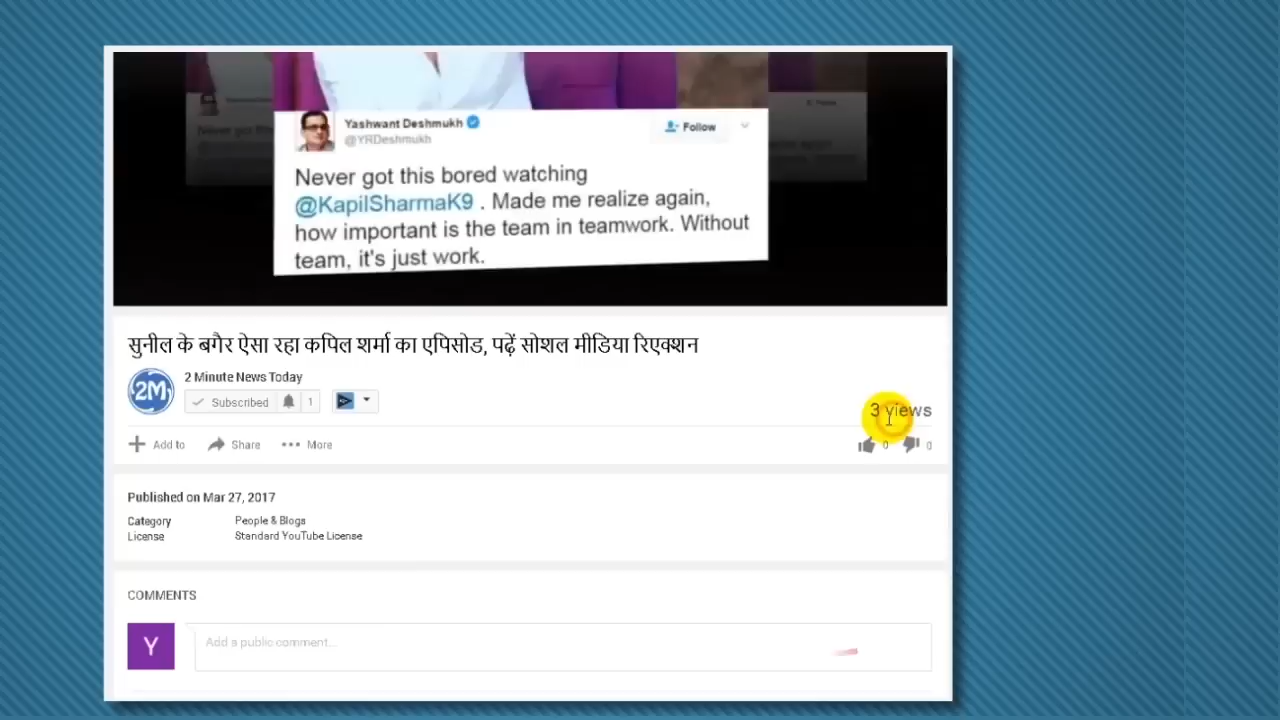 Yashwant Deshmukh
@YRDeshmukh
Follow
Never got this bored watching
@KapilSharmaK9 . Made me realize again,
how important is the team in teamwork. Without
team, it's just work.
सुनील के बगैर ऐसा रहा कपिल शर्मा का एपिसोड, पढ़ें सोशल मीडिया रिएक्शन
2M
2 Minute News Today
Subscribed 1
3 views
Add to Share More
0 0
Published on Mar 27, 2017
Category People & Blogs
License Standard YouTube License
COMMENTS
Y
Add a public comment...